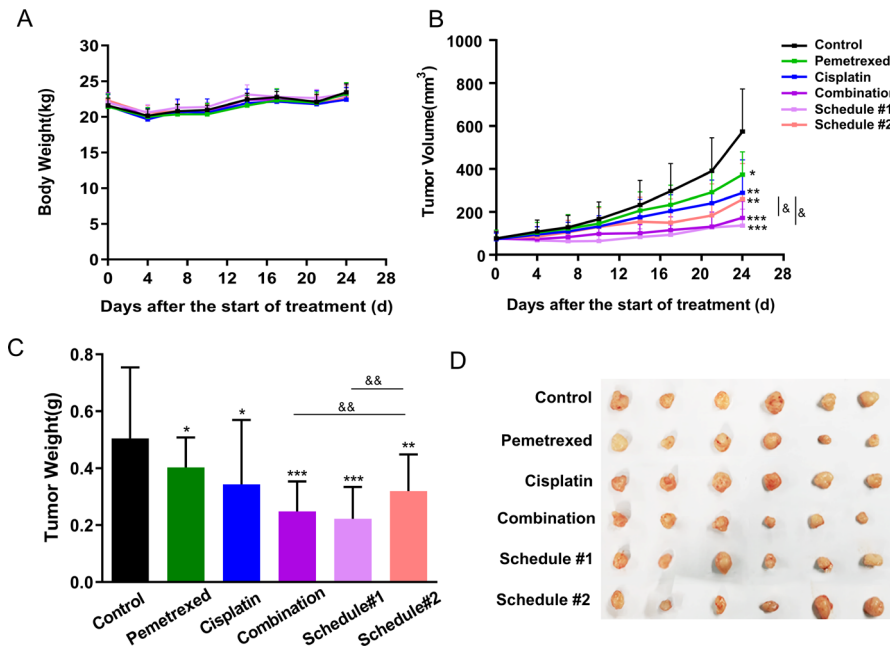 A
Body Weight(kg)
30
25
20
15
10
5
0
0 4 8 12 16 20 24 28
Days after the start of treatment (d)
B
Tumor Volume(mm3)
1000
800
600
400
200
0
0 4 8 12 16 20 24 28
Days after the start of treatment (d)
Control
Pemetrexed
Cisplatin
Combination
Schedule #1
Schedule #2
*
**
**
***
***
&
&
C
Tumor Weight(g)
0.8
0.6
0.4
0.2
0.0
&&
&&
* * *** *** **
Control Pemetrexed Cisplatin Combination Schedule#1 Schedule#2
D
Control
Pemetrexed
Cisplatin
Combination
Schedule #1
Schedule #2